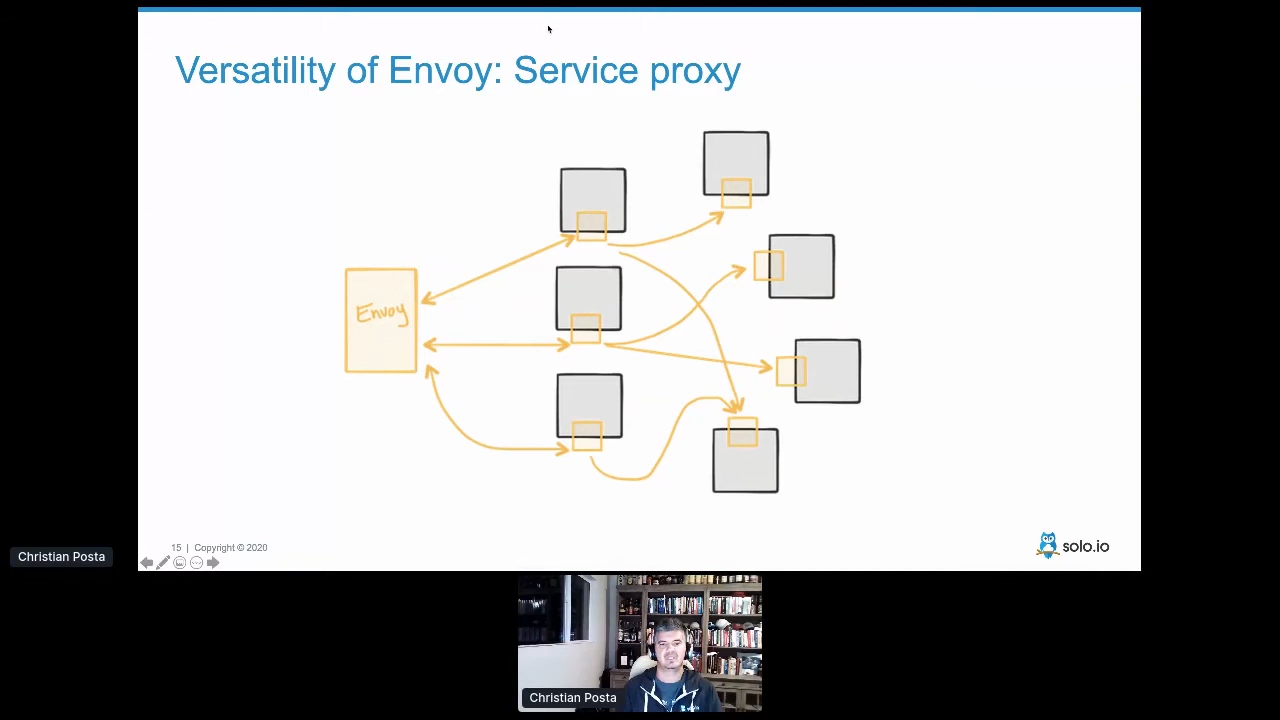 Versatility of Envoy: Service proxy
Envoy
15 | Copyright © 2020
solo.io
Christian Posta
Christian Posta